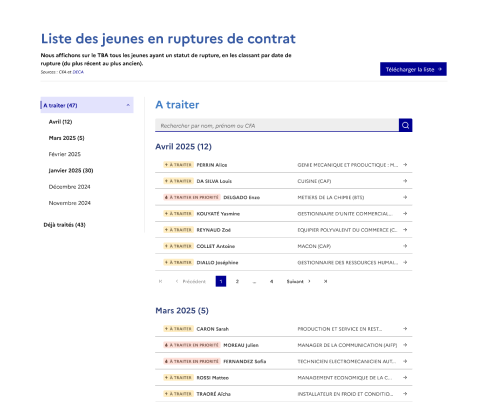 Liste des jeunes en ruptures de contrat
Nous affichons sur le TBA tous les jeunes ayant un statut de rupture, en les classant par date de
rupture (du plus récent au plus ancien).
Sources : CFA et DECA
Télécharger la liste
A traiter (47)
Avril (12)
Mars 2025 (5)
Février 2025
Janvier 2025 (30)
Décembre 2024
Novembre 2024
Déjà traités (43)
A traiter
Rechercher par nom, prénom ou CFA
Avril 2025 (12)
À TRAITER PERRIN Alice GENIE MECANIQUE ET PRODUCTIQUE : M...
À TRAITER DA SILVA Louis CUISINE (CAP)
À TRAITER EN PRIORITÉ DELGADO Enzo METIERS DE LA CHIMIE (BTS)
À TRAITER KOUYATÉ Yasmine GESTIONNAIRE D'UNITE COMMERCIAL...
À TRAITER REYNAUD Zoé EQUIPIER POLYVALENT DU COMMERCE (C...
À TRAITER COLLET Antoine MACON (CAP)
À TRAITER DIALLO Joséphine GESTIONNAIRE DES RESSOURCES HUMAI...
Précédent 1 2 ... 4 Suivant
Mars 2025 (5)
À TRAITER CARON Sarah PRODUCTION ET SERVICE EN REST...
À TRAITER EN PRIORITÉ MOREAU Julien MANAGER DE LA COMMUNICATION (AIFP)
À TRAITER EN PRIORITÉ FERNANDEZ Sofia TECHNICIEN ELECTROMECANICIEN AUT...
À TRAITER ROSSI Matteo MANAGEMENT ECONOMIQUE DE LA C...
À TRAITER TRAORÉ Aïcha INSTALLATEUR EN FROID ET CONDITIO...